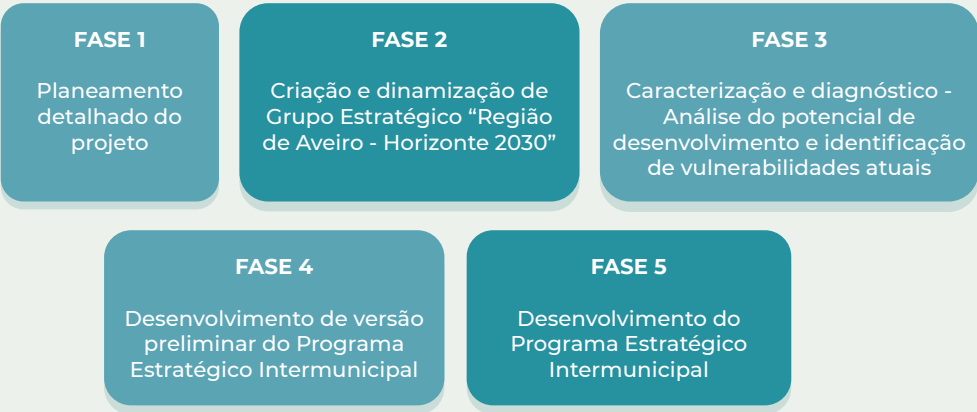 FASE 1
Planeamento
detalhado do
projeto
FASE 2
Criação e dinamização de
Grupo Estratégico “Região
de Aveiro - Horizonte 2030”
FASE 3
Caracterização e diagnóstico -
Análise do potencial de
desenvolvimento e identificação
de vulnerabilidades atuais
FASE 4
Desenvolvimento de versão
preliminar do Programa
Estratégico Intermunicipal
FASE 5
Desenvolvimento do
Programa Estratégico
Intermunicipal